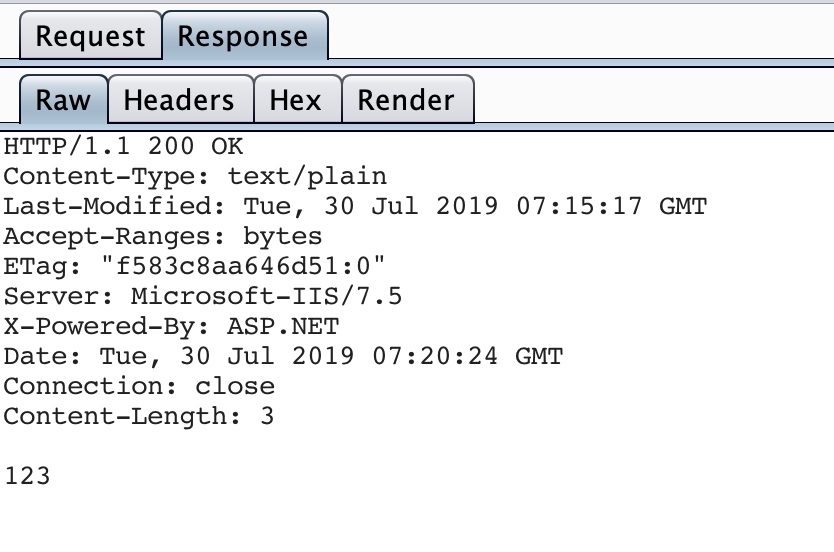 Request Response
Raw Headers Hex Render
HTTP/1.1 200 OK
Content-Type: text/plain
Last-Modified: Tue, 30 Jul 2019 07:15:17 GMT
Accept-Ranges: bytes
ETag: "f583c8aa646d51:0"
Server: Microsoft-IIS/7.5
X-Powered-By: ASP.NET
Date: Tue, 30 Jul 2019 07:20:24 GMT
Connection: close
Content-Length: 3
123